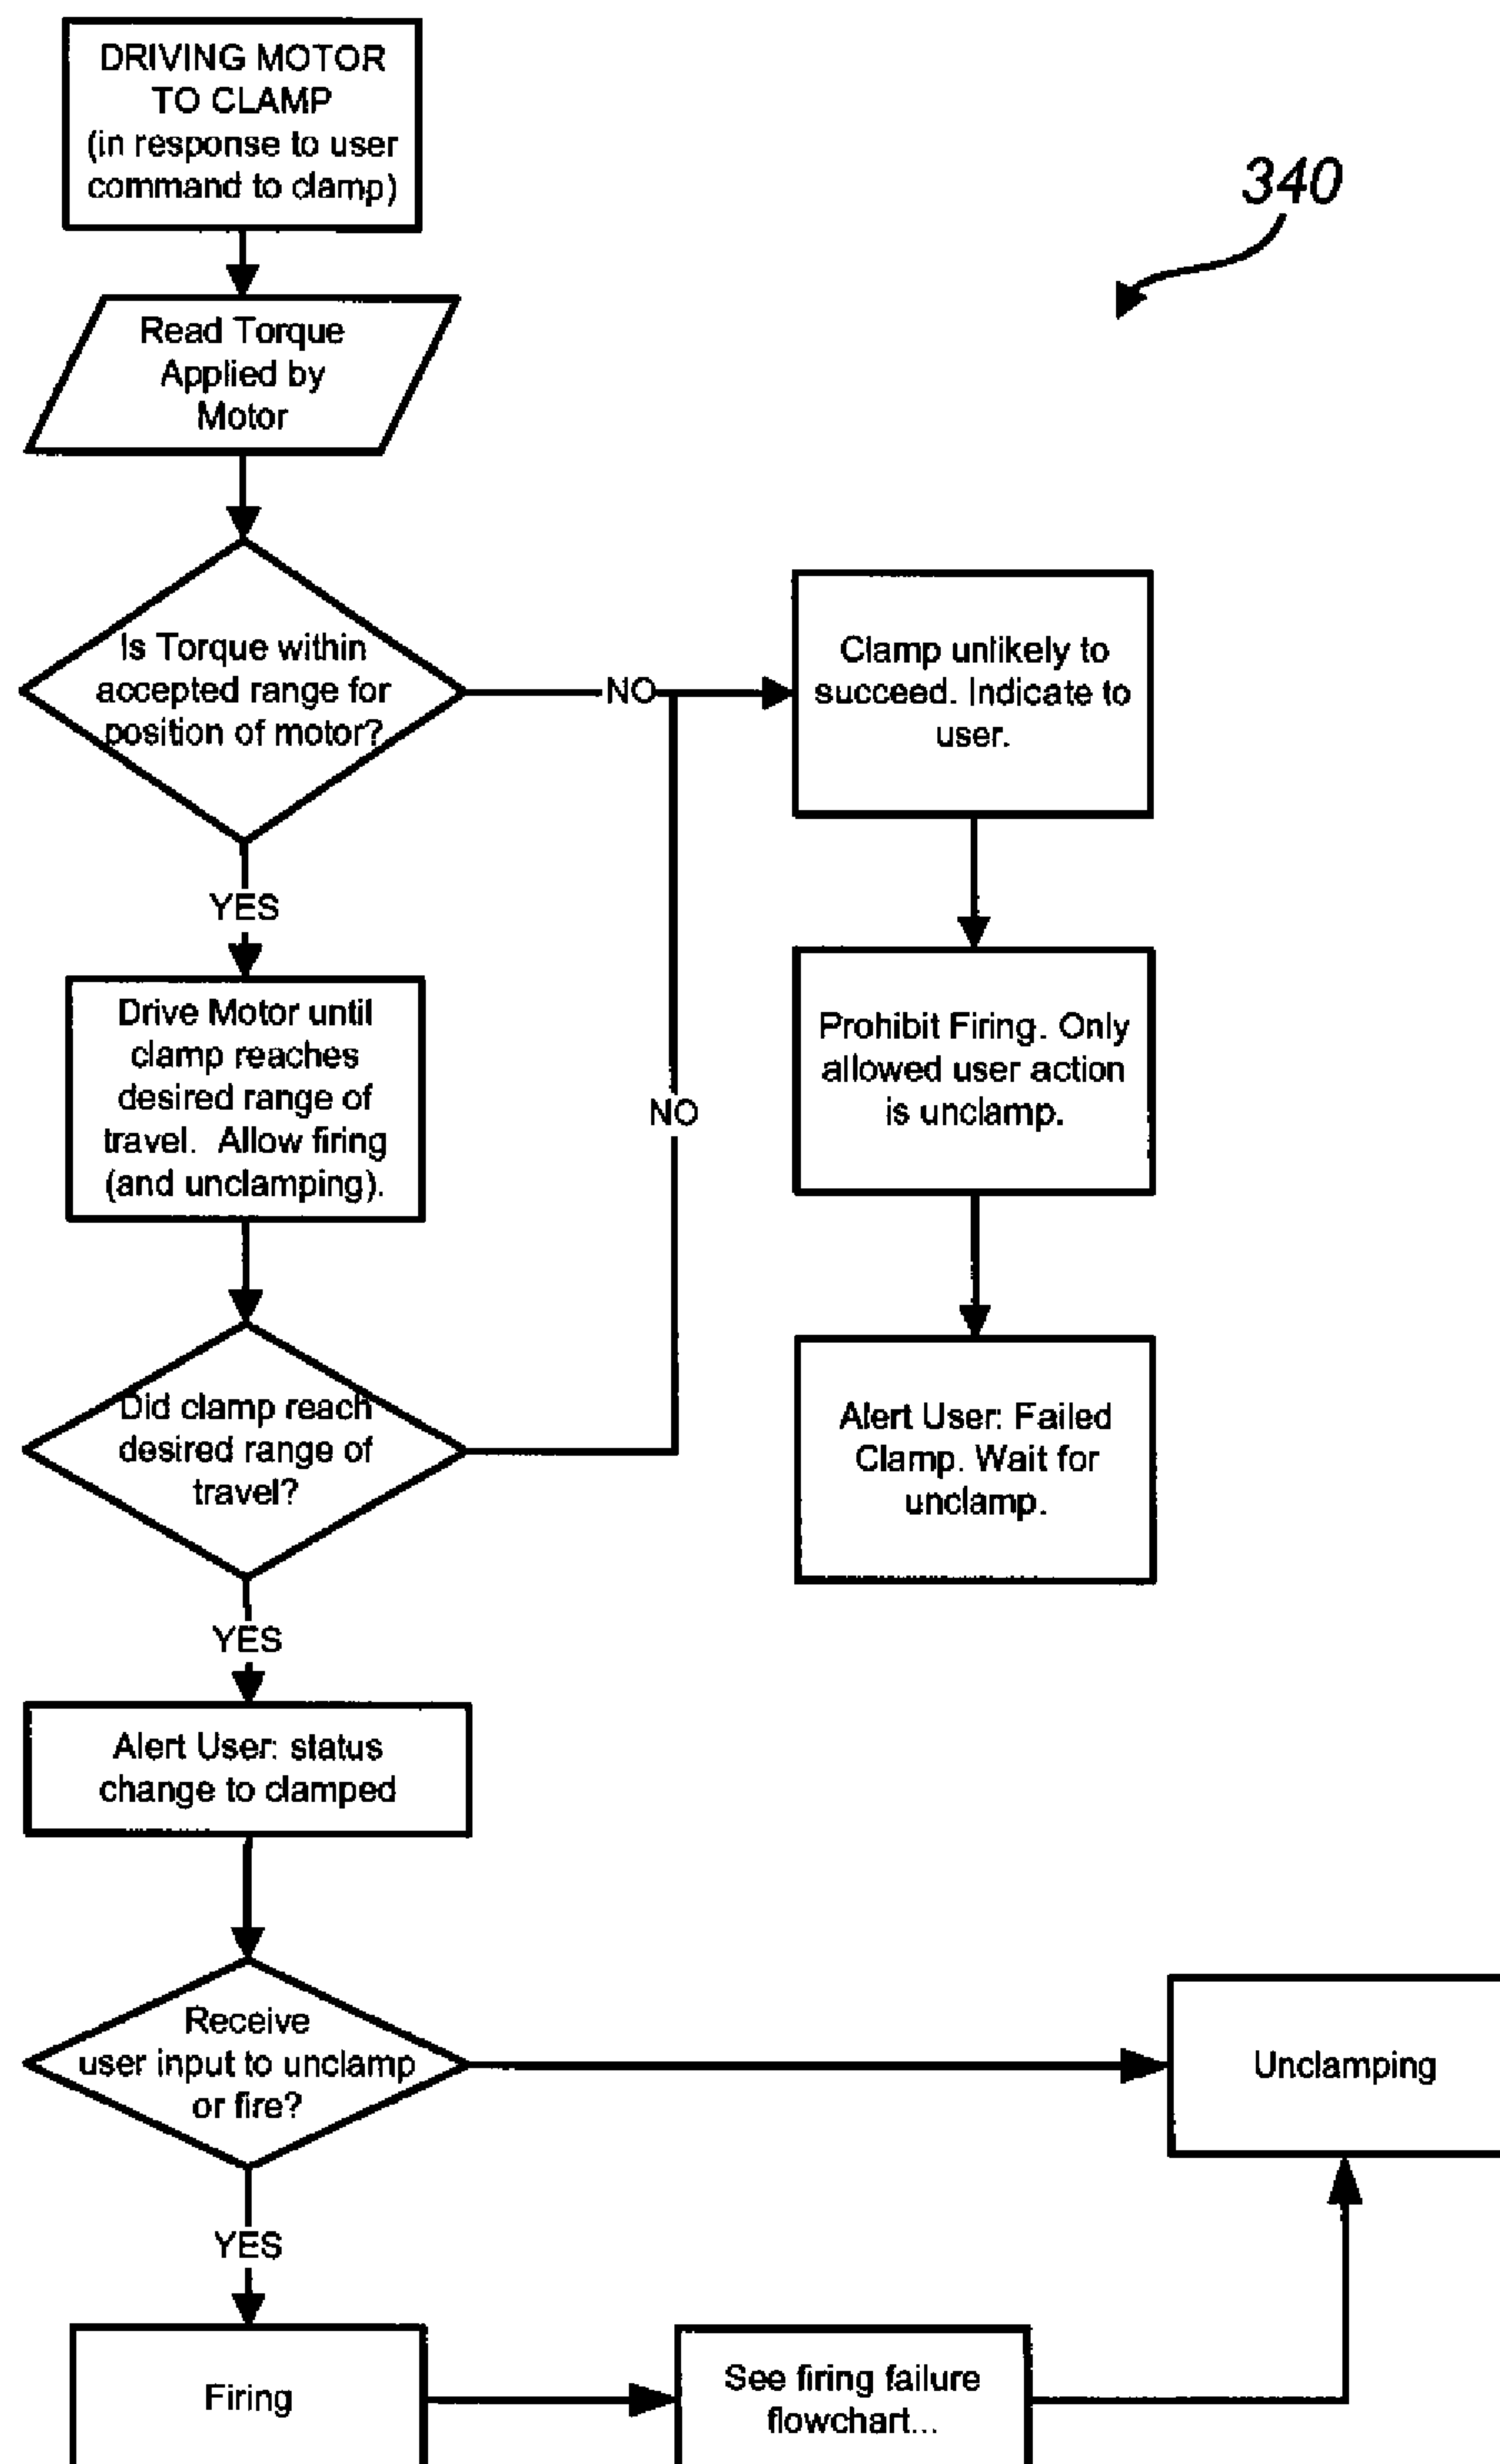 DRIVING MOTOR
TO CLAMP
(in response to user
command to clamp)
340
Read Torque
Applied by
Motor
Is Torque within
accepted range for
position of motor?
NO
Clamp unlikely to
succeed. Indicate to
user.
YES
Prohibit Firing. Only
allowed user action
is unclamp.
Drive Motor until
clamp reaches
desired range of
travel. Allow firing
(and unclamping).
NO
Did clamp reach
desired range of
travel?
Alert User: Failed
Clamp. Wait for
unclamp.
YES
Alert User: status
change to clamped
Receive
user input to unclamp
or fire?
Unclamping
YES
Firing
See firing failure
flowchart...